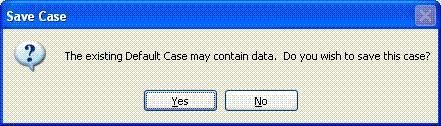 Save Case
The existing Default Case may contain data.  Do you wish to save this case?
Yes
No